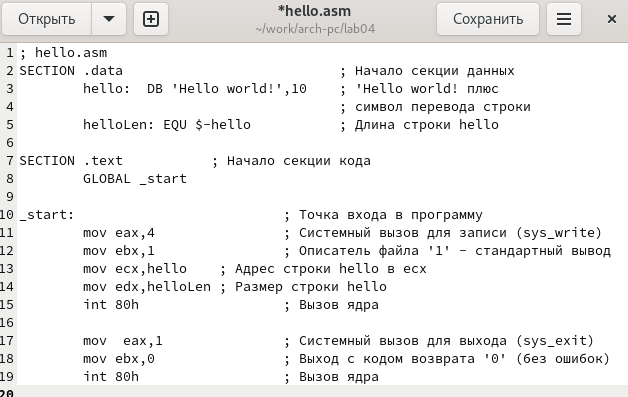 Открыть
*hello.asm
~/work/arch-pc/lab04
Сохранить
1 ; hello.asm
2 SECTION .data                           ; Начало секции данных
3         hello:  DB 'Hello world!',10    ; 'Hello world! плюс
4                                         ; символ перевода строки
5         helloLen: EQU $-hello           ; Длина строки hello
6
7 SECTION .text           ; Начало секции кода
8         GLOBAL _start
9
10 _start:                          ; Точка входа в программу
11         mov eax,4                ; Системный вызов для записи (sys_write)
12         mov ebx,1                ; Описатель файла '1' - стандартный вывод
13         mov ecx,hello    ; Адрес строки hello в ecx
14         mov edx,helloLen ; Размер строки hello
15         int 80h                  ; Вызов ядра
16
17         mov  eax,1               ; Системный вызов для выхода (sys_exit)
18         mov ebx,0                ; Выход с кодом возврата '0' (без ошибок)
19         int 80h                  ; Вызов ядра
20